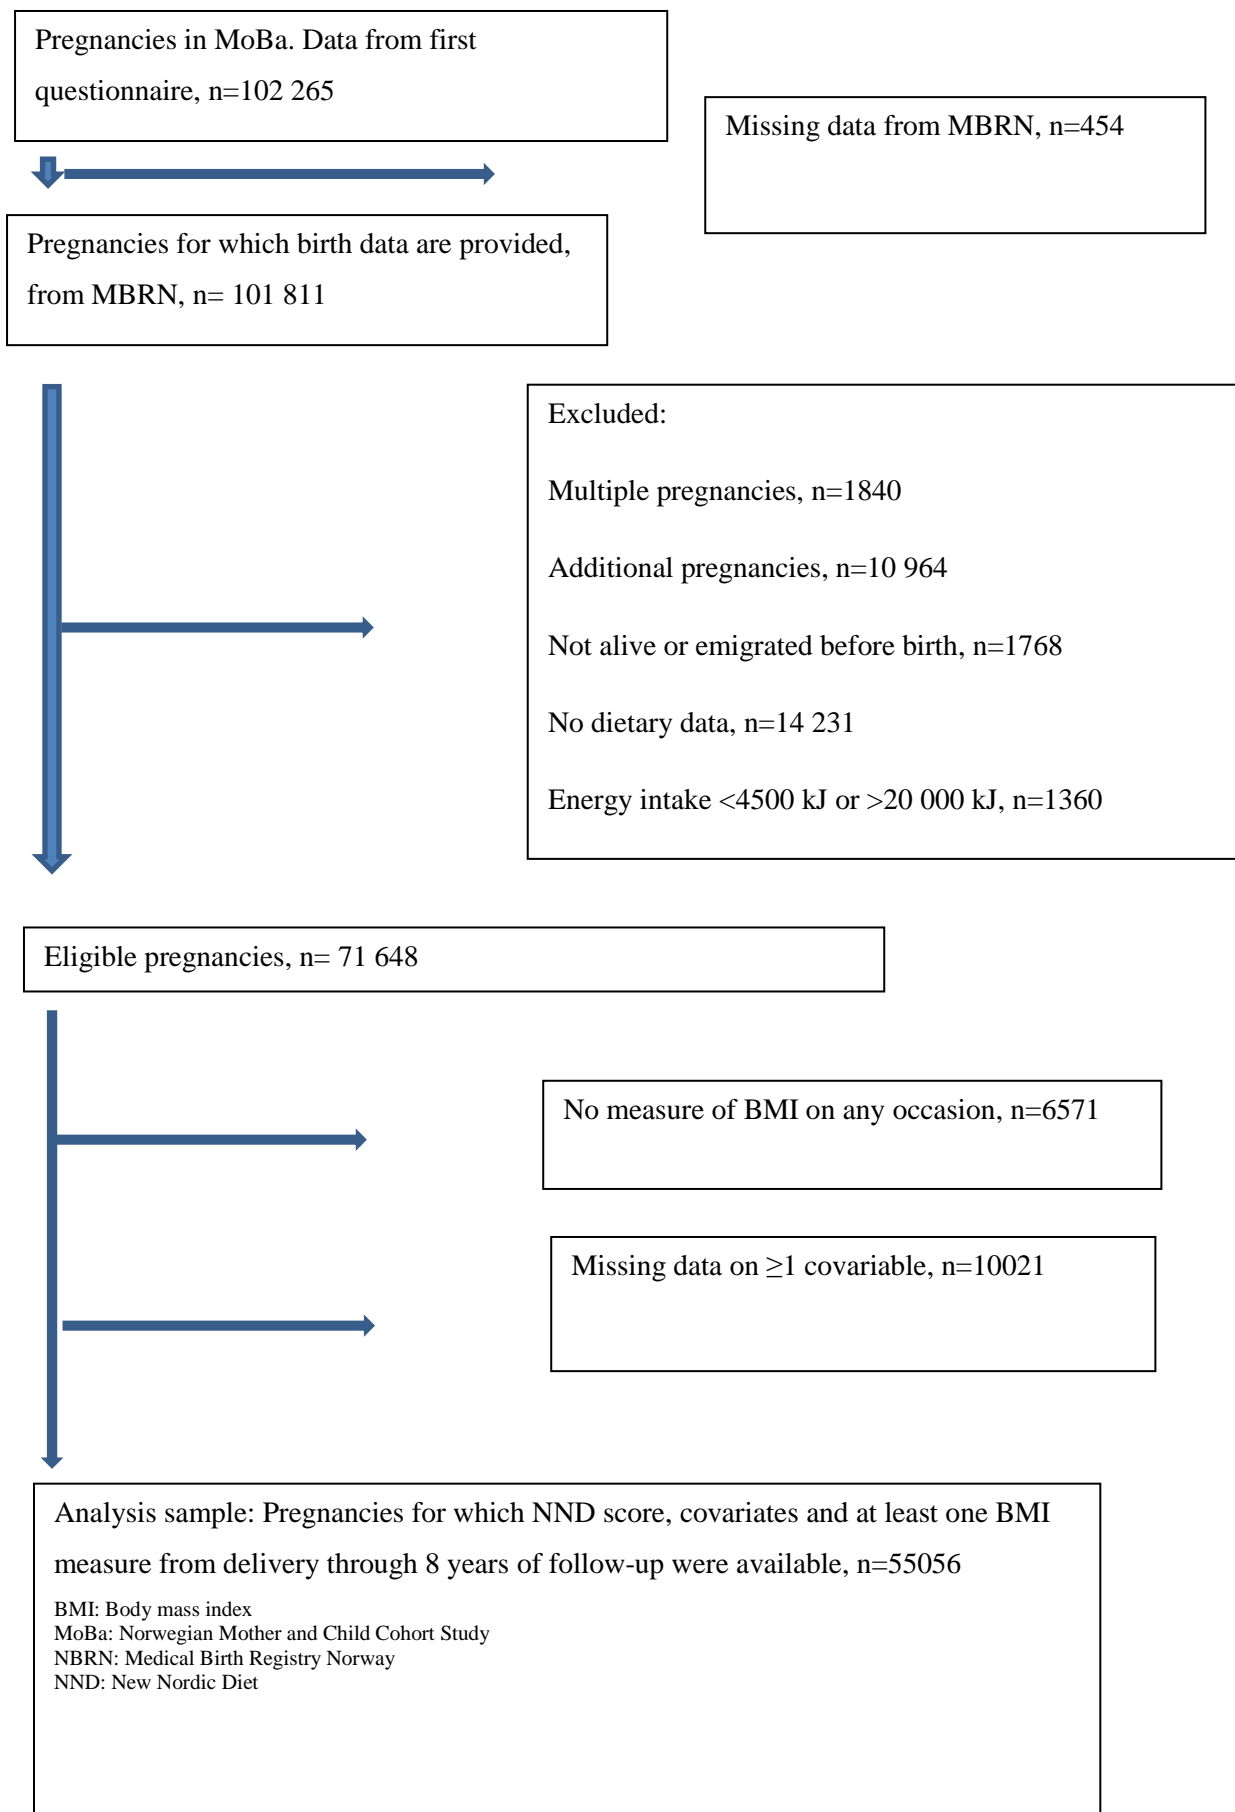 Pregnancies in MoBa. Data from first
questionnaire, n=102 265
Missing data from MBRN, n=454
Pregnancies for which birth data are provided,
from MBRN, n= 101 811
Excluded:
Multiple pregnancies, n=1840
Additional pregnancies, n=10 964
Not alive or emigrated before birth, n=1768
No dietary data, n=14 231
Energy intake <4500 kJ or >20 000 kJ, n=1360
Eligible pregnancies, n= 71 648
No measure of BMI on any occasion, n=6571
Missing data on ≥1 covariable, n=10021
Analysis sample: Pregnancies for which NND score, covariates and at least one BMI
measure from delivery through 8 years of follow-up were available, n=55056
BMI: Body mass index
MoBa: Norwegian Mother and Child Cohort Study
NBRN: Medical Birth Registry Norway
NND: New Nordic Diet